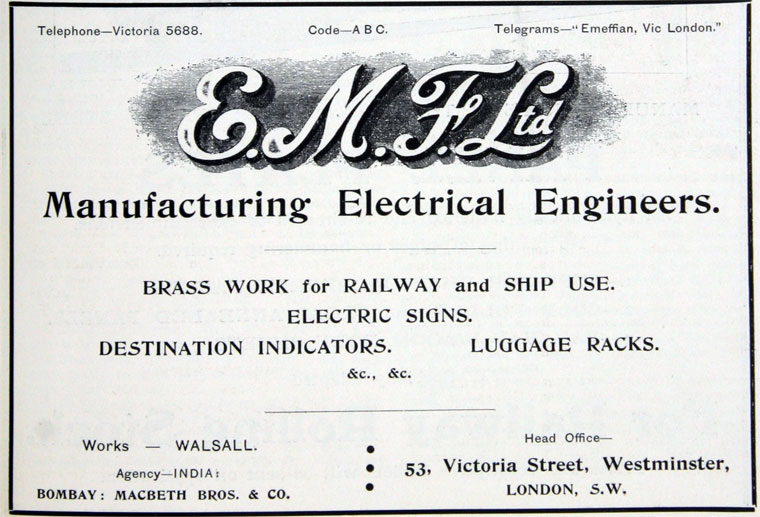 Telephone—Victoria 5688. Code—A B C. Telegrams—"Emeffian, Vic London."
E.M.F. Ltd
Manufacturing Electrical Engineers.
BRASS WORK for RAILWAY and SHIP USE.
ELECTRIC SIGNS.
DESTINATION INDICATORS. LUGGAGE RACKS.
&c., &c.
Works — WALSALL.
Agency—INDIA:
BOMBAY: MACBETH BROS. & CO.
Head Office—
53, Victoria Street, Westminster,
LONDON, S.W.